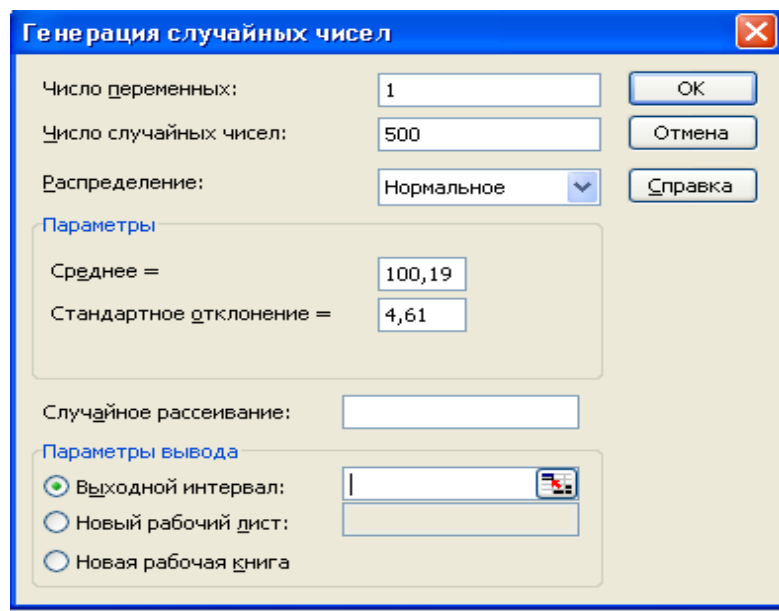 Генерация случайных чисел
Число переменных: 1 ОК
Число случайных чисел: 500 Отмена
Распределение: Нормальное Справка
Параметры
Среднее = 100,19
Стандартное отклонение = 4,61
Случайное рассеивание:
Параметры вывода
Выходной интервал:
Новый рабочий лист:
Новая рабочая книга